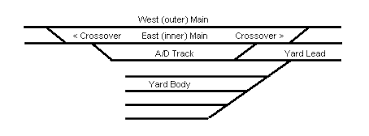 West (outer) Main
< Crossover East (inner) Main Crossover >
A/D Track Yard Lead
Yard Body